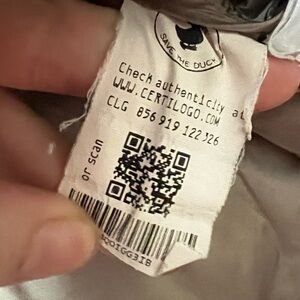 SAVE THE DUCK
Check authenticity at
WWW.CERTILOGO.COM
CLG 856 919 122 326
or scan